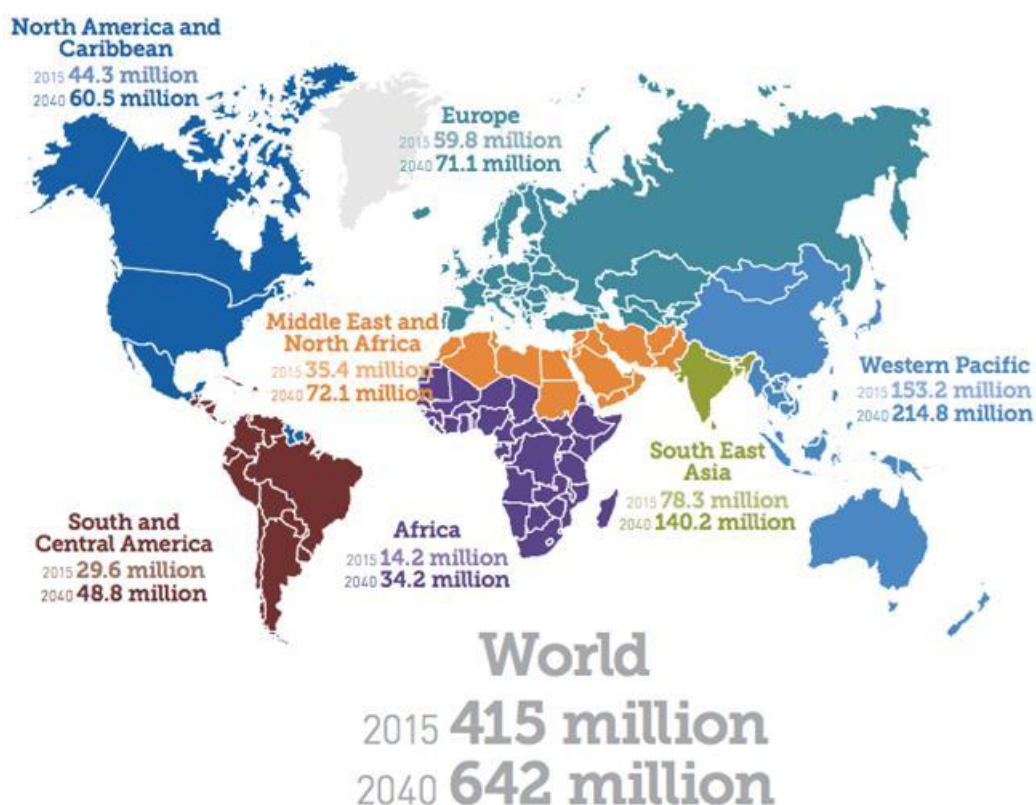 North America and
Caribbean
2015 44.3 million
2040 60.5 million
Europe
2015 59.8 million
2040 71.1 million
Middle East and
North Africa
2015 35.4 million
2040 72.1 million
Western Pacific
2015 153.2 million
2040 214.8 million
South East
Asia
2015 78.3 million
2040 140.2 million
South and
Central America
2015 29.6 million
2040 48.8 million
Africa
2015 14.2 million
2040 34.2 million
World
2015 415 million
2040 642 million